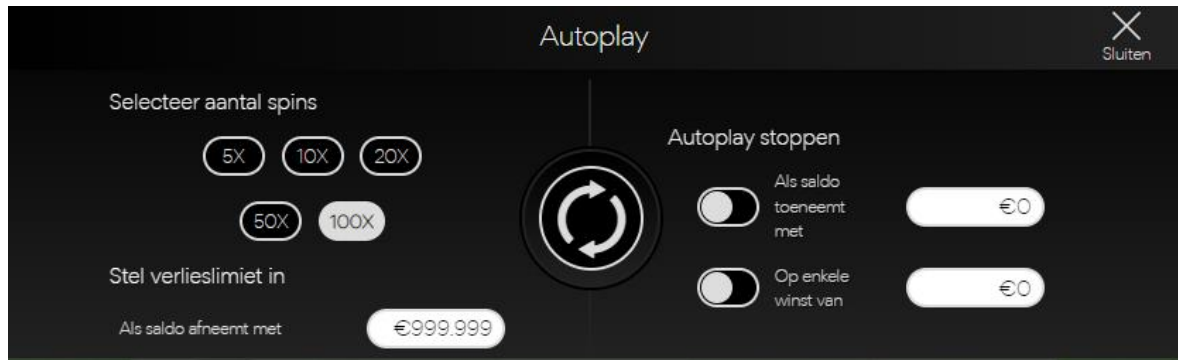 Autoplay
Sluiten
Selecteer aantal spins
5X 10X 20X
50X 100X
Stel verlieslimiet in
Als saldo afneemt met €999.999
Autoplay stoppen
Als saldo
toeneemt
met
€0
Op enkele
winst van
€0